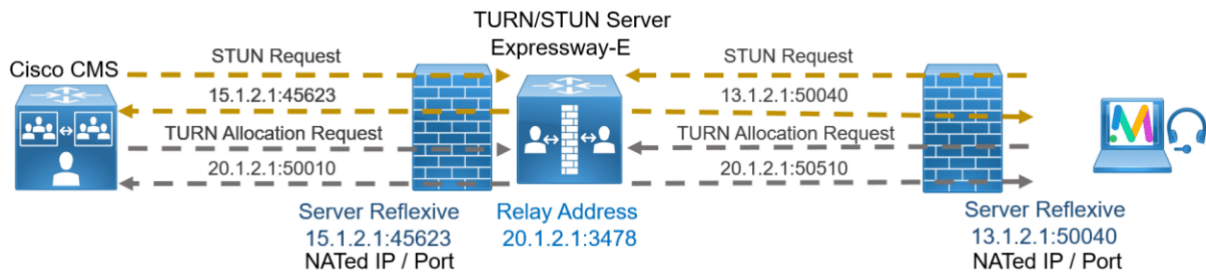 TURN/STUN Server
Expressway-E
Cisco CMS
STUN Request
15.1.2.1:45623
TURN Allocation Request
20.1.2.1:50010
STUN Request
13.1.2.1:50040
TURN Allocation Request
20.1.2.1:50510
Server Reflexive
15.1.2.1:45623
NATed IP / Port
Relay Address
20.1.2.1:3478
Server Reflexive
13.1.2.1:50040
NATed IP / Port